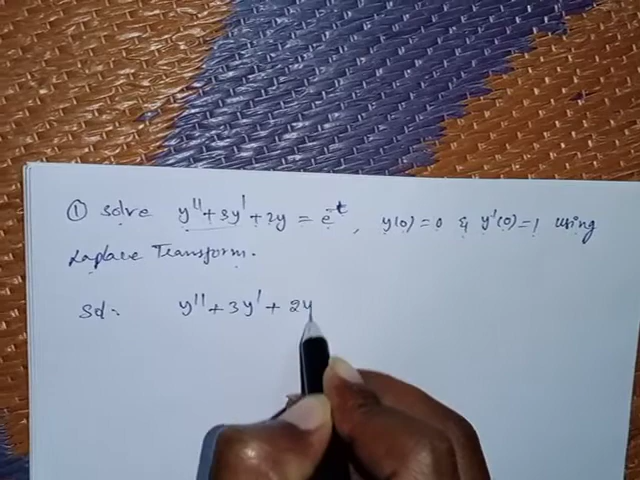 ① Solve y"+3y'+2y = e^-t, y(0)=0 & y'(0)=1 using
Laplace Transform.
Sol: y"+3y'+2y